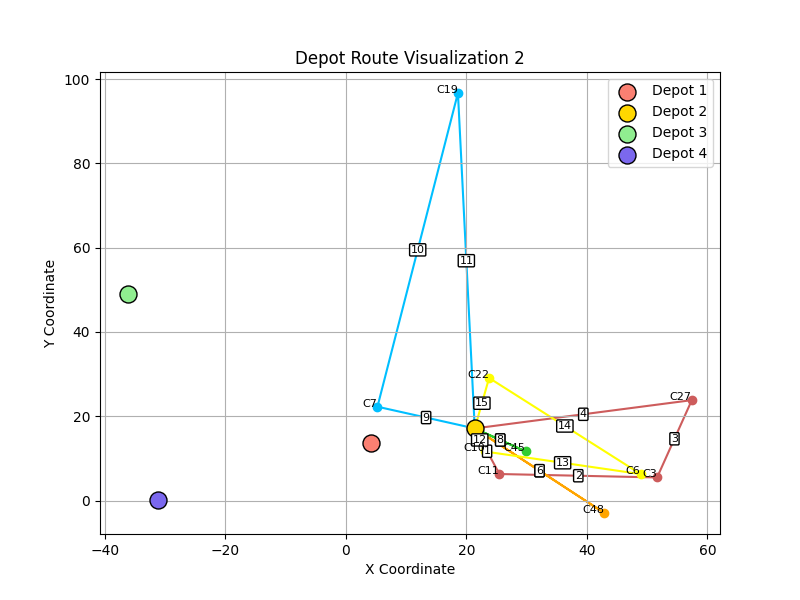 Depot Route Visualization 2
Depot 1
Depot 2
Depot 3
Depot 4
Y Coordinate
100
80
60
40
20
0
C19
10
11
C22
C7
15
C27
9
4
14
12
8
C10
1
C45
3
13
C11
6
2
C6
C3
C48
−40
−20
0
20
40
60
X Coordinate